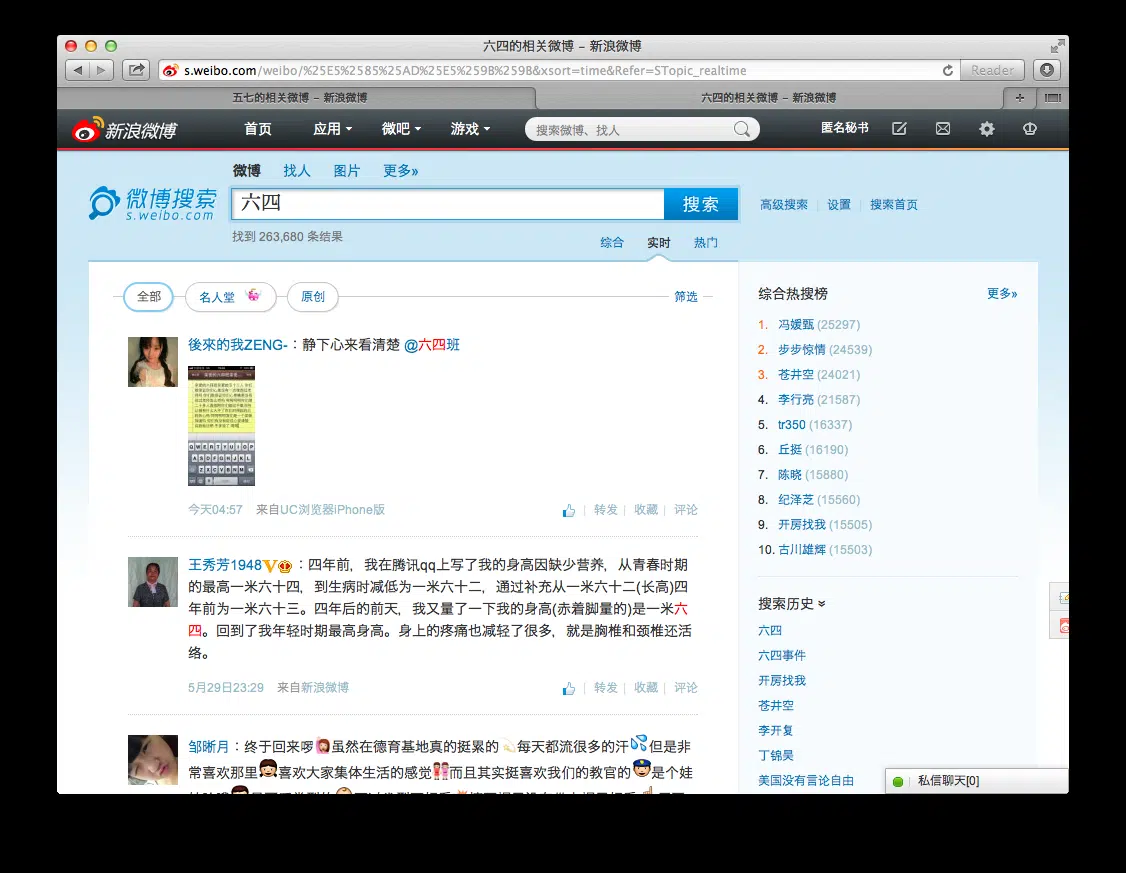 六四的相关微博 – 新浪微博
s.weibo.com/weibo/%25E5%2585%25AD%25E5%259B%259B&xsort=time&Refer=STopic_realtime
Reader
五七的相关微博 – 新浪微博
六四的相关微博 – 新浪微博
新浪微博
首页
应用
微吧
游戏
搜索微博、找人
匿名秘书
微博 找人 图片 更多»
微博搜索
s.weibo.com
六四
搜索
高级搜索 设置 搜索首页
找到 263,680 条结果
综合 实时 热门
全部 名人堂 原创
筛选
後來的我ZENG-：静下心来看清楚 @六四班
今天04:57 来自UC浏览器iPhone版
转发 收藏 评论
王秀芳1948：四年前，我在腾讯qq上写了我的身高因缺少营养，从青春时期
的最高一米六十四，到生病时减低为一米六十二，通过补充从一米六十二(长高)四
年前为一米六十三。四年后的前天，我又量了一下我的身高(赤着脚量的)是一米六
四。回到了我年轻时期最高身高。身上的疼痛也减轻了很多，就是胸椎和颈椎还活
络。
5月29日23:29 来自新浪微博
转发 收藏 评论
邹晰月：终于回来啰虽然在德育基地真的挺累的每天都流很多的汗但是非
常喜欢那里喜欢大家集体生活的感觉而且其实挺喜欢我们的教官的是个娃
综合热搜榜 更多»
1. 冯媛甄 (25297)
2. 步步惊情 (24539)
3. 苍井空 (24021)
4. 李行亮 (21587)
5. tr350 (16337)
6. 丘挺 (16190)
7. 陈晓 (15880)
8. 纪泽芝 (15560)
9. 开房找我 (15505)
10. 古川雄辉 (15503)
搜索历史
六四
六四事件
开房找我
苍井空
李开复
丁锦昊
美国没有言论自由
私信聊天[0]